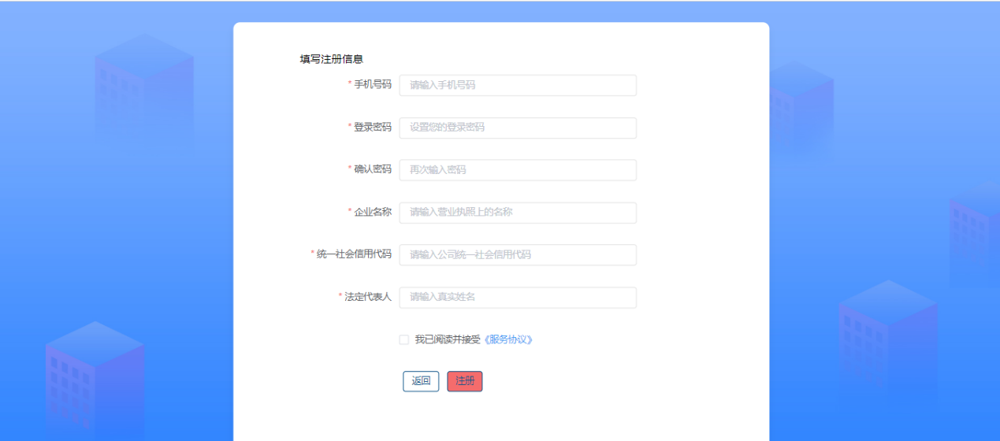 填写注册信息
* 手机号码 请输入手机号码
* 登录密码 设置您的登录密码
* 确认密码 再次输入密码
* 企业名称 请输入营业执照上的名称
* 统一社会信用代码 请输入公司统一社会信用代码
* 法定代表人 请输入真实姓名
我已阅读并接受《服务协议》
返回 注册